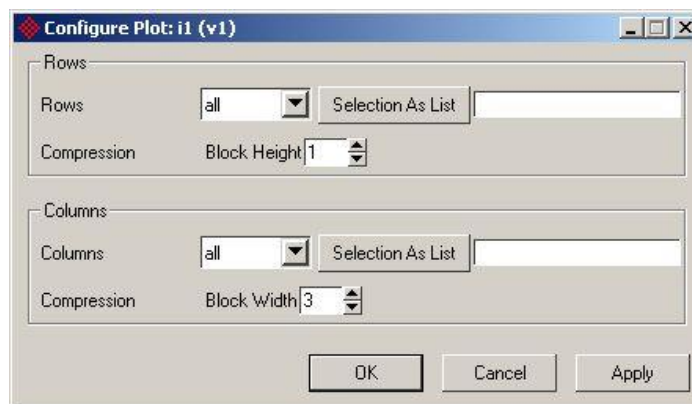 Configure Plot: i1 (v1)
Rows
Rows all Selection As List
Compression Block Height 1
Columns
Columns all Selection As List
Compression Block Width 3
OK Cancel Apply